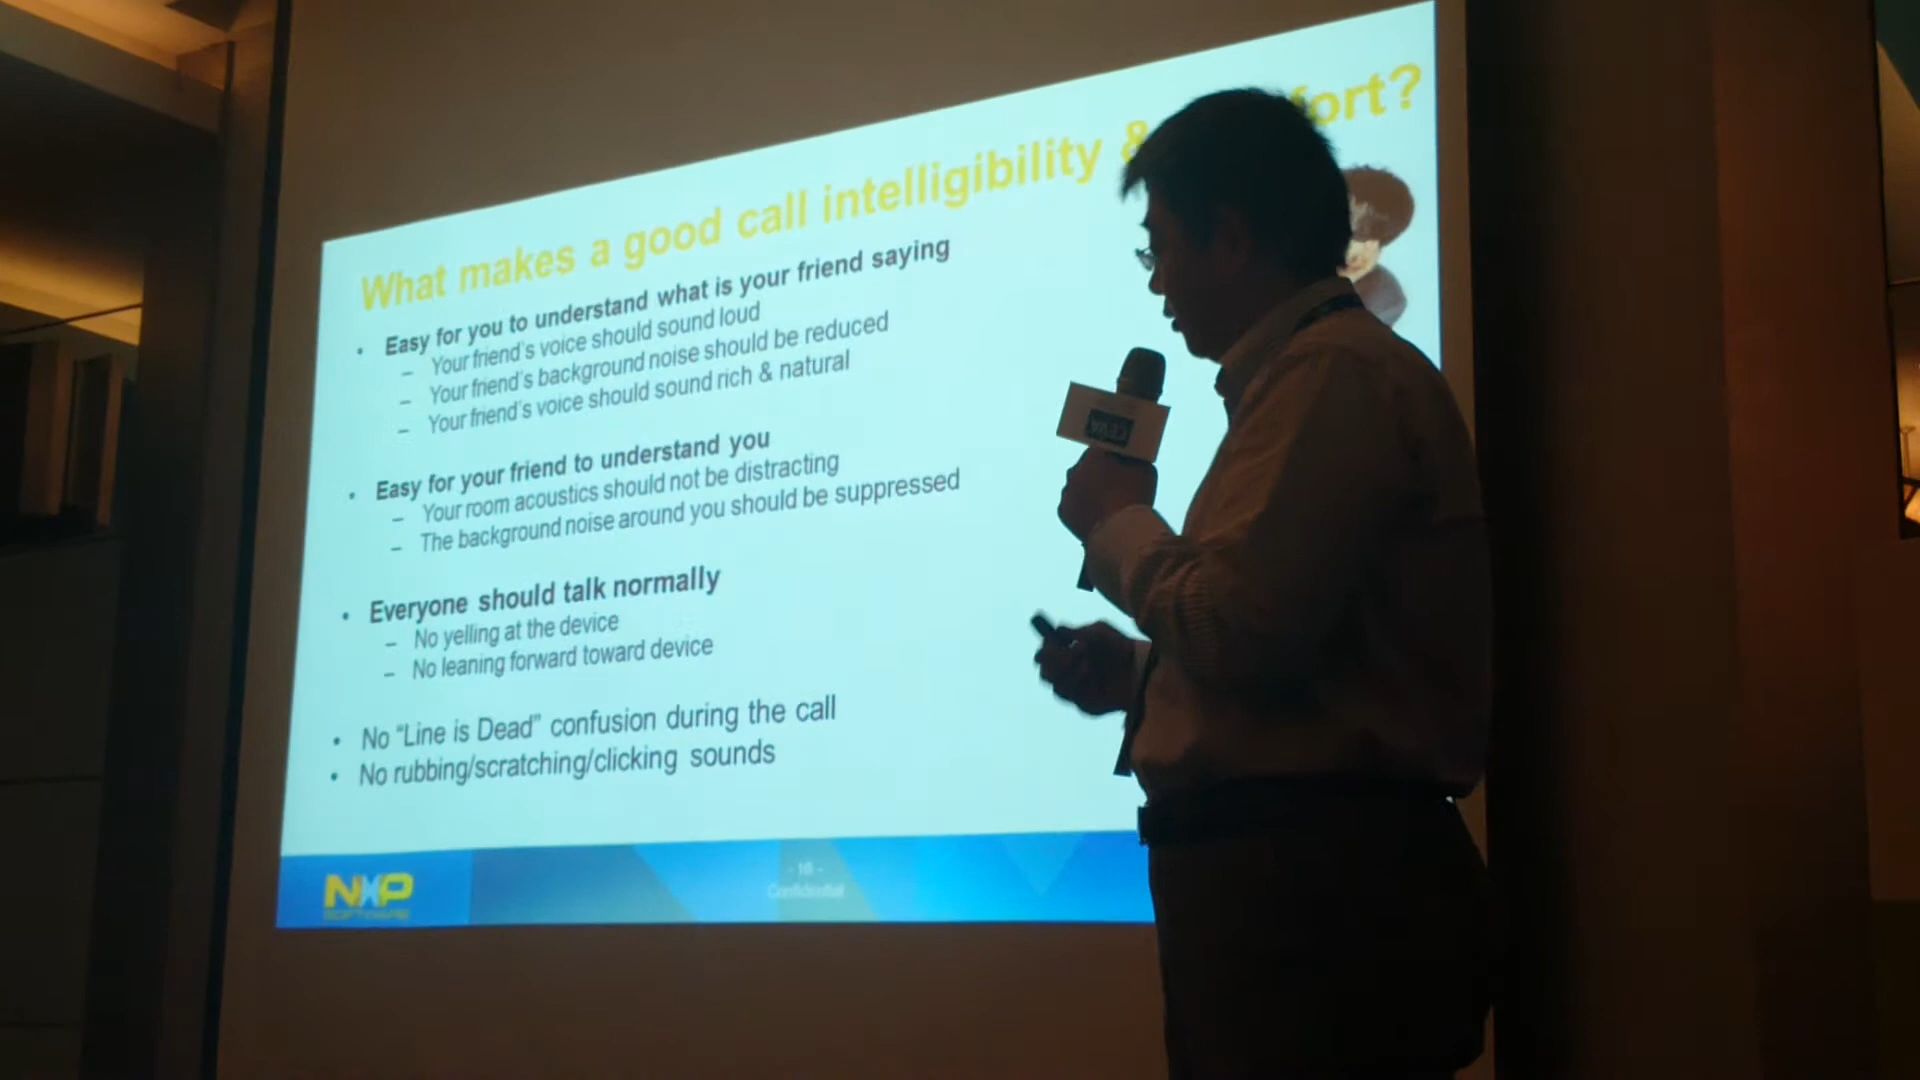 What makes a good call intelligibility & fort?
• Easy for you to understand what is your friend saying
– Your friend's voice should sound loud
– Your friend's background noise should be reduced
– Your friend's voice should sound rich & natural
• Easy for your friend to understand you
– Your room acoustics should not be distracting
– The background noise around you should be suppressed
• Everyone should talk normally
– No yelling at the device
– No leaning forward toward device
• No “Line is Dead” confusion during the call
• No rubbing/scratching/clicking sounds
NXP
SOFTWARE
- 16 -
Confidential
CEVA